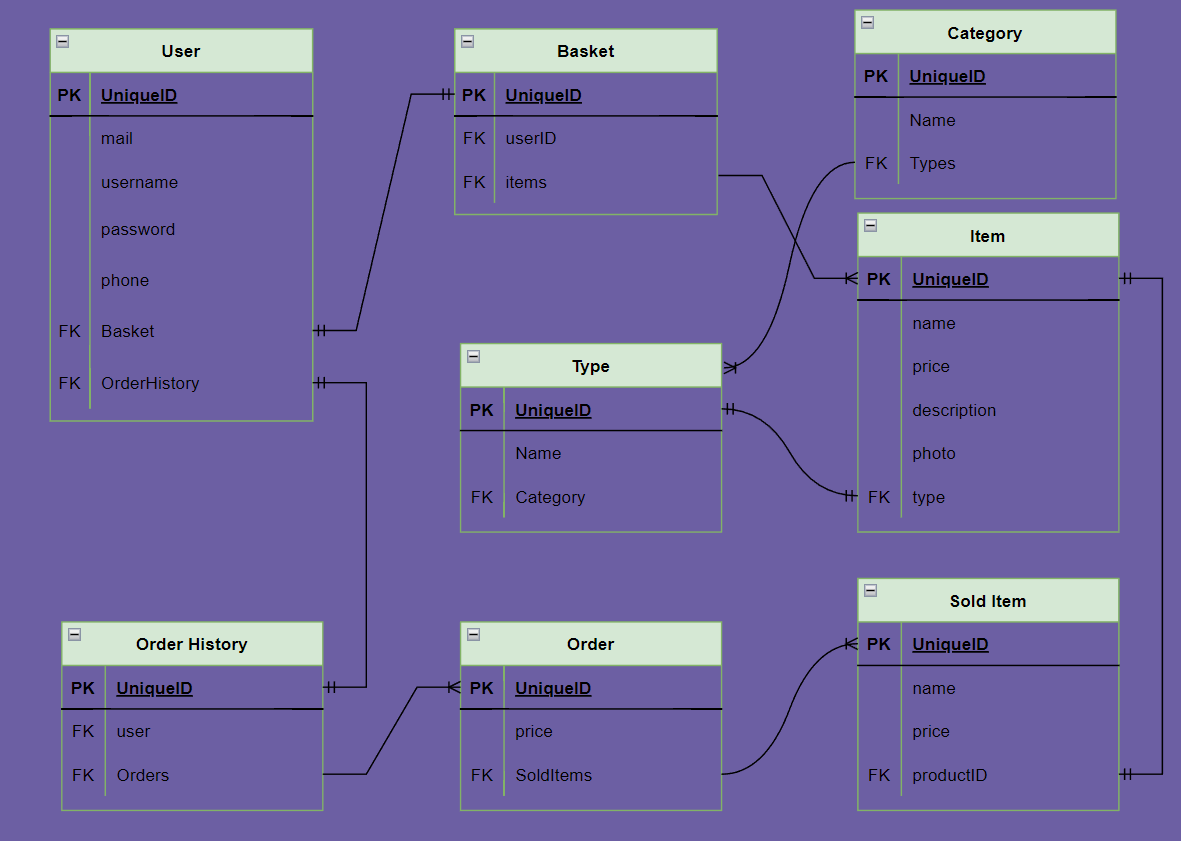 User
PK UniqueID
mail
username
password
phone
FK Basket
FK OrderHistory
Basket
PK UniqueID
FK userID
FK items
Category
PK UniqueID
Name
FK Types
Item
PK UniqueID
name
price
description
photo
FK type
Type
PK UniqueID
Name
FK Category
Order History
PK UniqueID
FK user
FK Orders
Order
PK UniqueID
price
FK SoldItems
Sold Item
PK UniqueID
name
price
FK productID